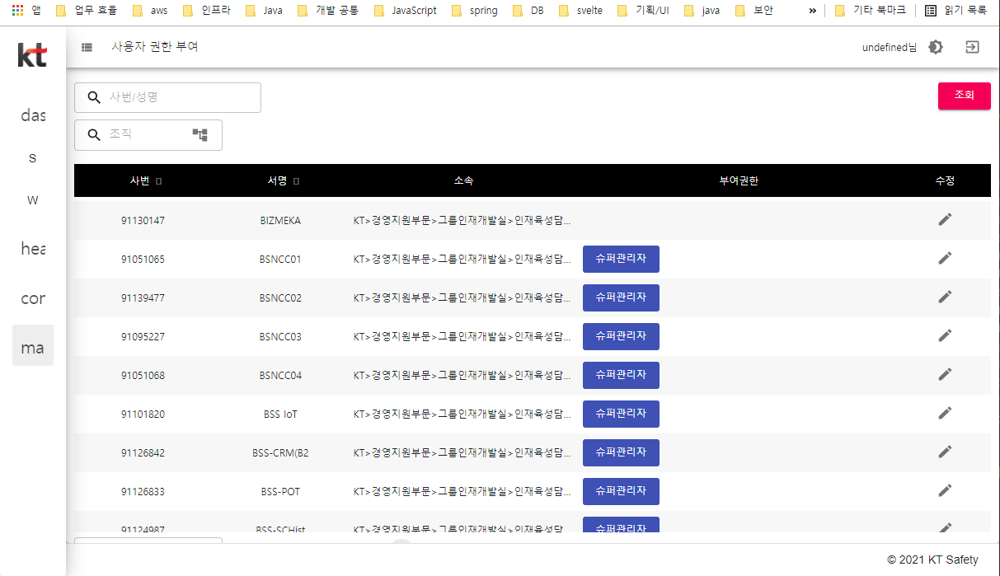 앱 업무 효율 aws 인프라 Java 개발 공통 JavaScript spring DB svelte 기획/UI java 보안 » 기타 북마크 읽기 목록
kt 사용자 권한 부여 undefined님
사번/성명 조회
조직
das
S
W
hea
cor
ma
사번 서명 소속 부여권한 수정
91130147 BIZMEKA KT>경영지원부문>그룹인재개발실>인재육성담...
91051065 BSNCC01 KT>경영지원부문>그룹인재개발실>인재육성담... 슈퍼관리자
91139477 BSNCC02 KT>경영지원부문>그룹인재개발실>인재육성담... 슈퍼관리자
91095227 BSNCC03 KT>경영지원부문>그룹인재개발실>인재육성담... 슈퍼관리자
91051068 BSNCC04 KT>경영지원부문>그룹인재개발실>인재육성담... 슈퍼관리자
91101820 BSS IoT KT>경영지원부문>그룹인재개발실>인재육성담... 슈퍼관리자
91126842 BSS-CRM(B2 KT>경영지원부문>그룹인재개발실>인재육성담... 슈퍼관리자
91126833 BSS-POT KT>경영지원부문>그룹인재개발실>인재육성담... 슈퍼관리자
91124987 BSS-SCHist KT>경영지원부문>그룹인재개발실>인재육성담... 슈퍼관리자
© 2021 KT Safety